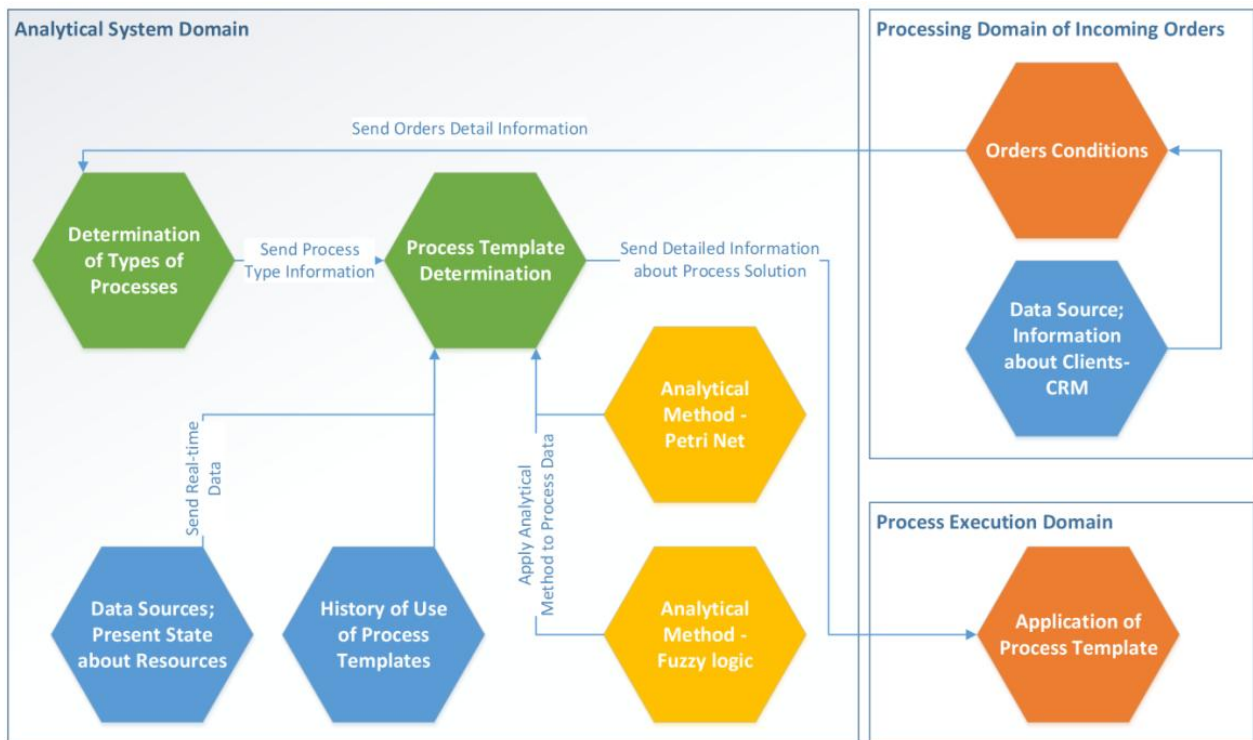 Analytical System Domain
Processing Domain of Incoming Orders
Send Orders Detail Information
Orders Conditions
Determination
of Types of
Processes
Send Process
Type Information
Process Template
Determination
Send Detailed Information
about Process Solution
Data Source;
Information
about Clients-
CRM
Analytical
Method -
Petri Net
Send Real-time
Data
Apply Analytical
Method to Process Data
Process Execution Domain
Data Sources;
Present State
about Resources
History of Use
of Process
Templates
Analytical
Method -
Fuzzy logic
Application of
Process Template